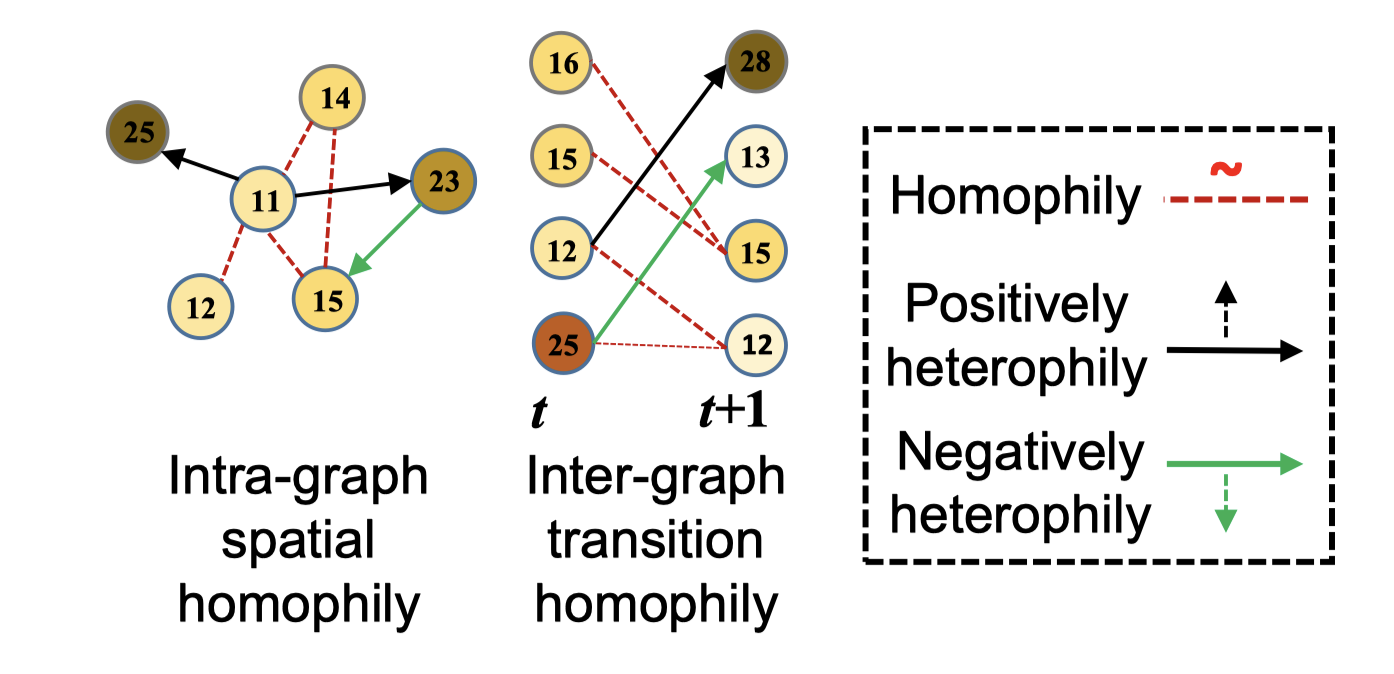 14
25
11
23
12
15
16
28
15
13
12
15
25
12
t
t+1
Intra-graph
spatial
homophily
Inter-graph
transition
homophily
Homophily
~
Positively
heterophily
Negatively
heterophily